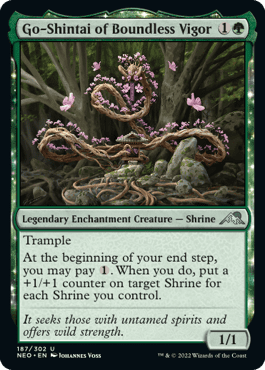 Go-Shintai of Boundless Vigor 1
Legendary Enchantment Creature — Shrine
Trample
At the beginning of your end step,
you may pay 1. When you do, put a
+1/+1 counter on target Shrine for
each Shrine you control.
It seeks those with untamed spirits and
offers wild strength.
1/1
187/302 U
NEO • EN Johannes Voss
™ & © 2022 Wizards of the Coast